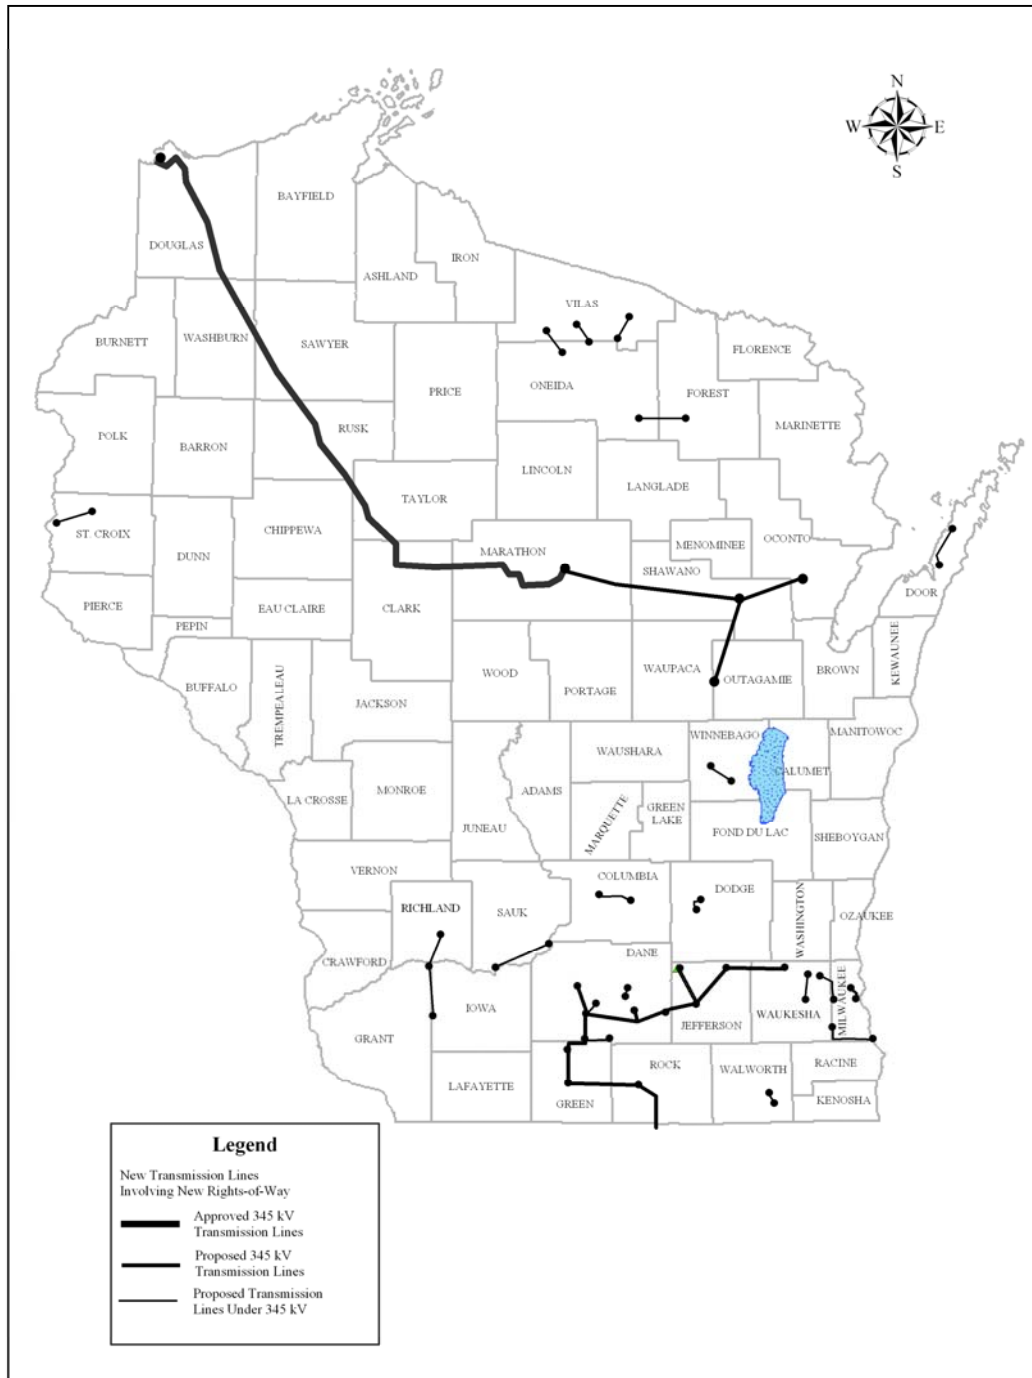 N
W E
S
BAYFIELD
DOUGLAS
IRON
ASHLAND
VILAS
BURNETT
WASHBURN
SAWYER
FLORENCE
PRICE
ONEIDA
FOREST
RUSK
MARINETTE
POLK
BARRON
LINCOLN
TAYLOR
LANGLADE
ST. CROIX
CHIPPEWA
DUNN
MARATHON
MENOMINEE
OCONTO
SHAWANO
DOOR
PIERCE
EAU CLAIRE
CLARK
PEPIN
KEWAUNEE
BUFFALO
TREMPEALEAU
WOOD
WAUPACA
OUTAGAMIE
BROWN
PORTAGE
JACKSON
WINNEBAGO
MANITOWOC
WAUSHARA
CALUMET
LA CROSSE
MONROE
ADAMS
MARQUETTE
GREEN
LAKE
JUNEAU
FOND DU LAC
SHEBOYGAN
VERNON
COLUMBIA
DODGE
WASHINGTON
RICHLAND
SAUK
OZAUKEE
CRAWFORD
DANE
MILWAUKEE
IOWA
JEFFERSON
WAUKESHA
GRANT
ROCK
WALWORTH
RACINE
LAFAYETTE
GREEN
KENOSHA
Legend
New Transmission Lines
Involving New Rights-of-Way
Approved 345 kV
Transmission Lines
Proposed 345 kV
Transmission Lines
Proposed Transmission
Lines Under 345 kV